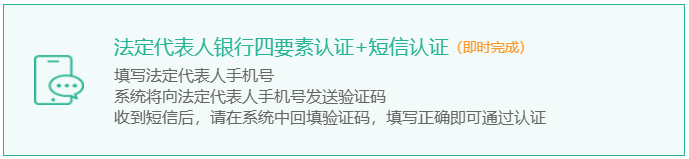 法定代表人银行四要素认证+短信认证（即时完成）
填写法定代表人手机号
系统将向法定代表人手机号发送验证码
收到短信后，请在系统中回填验证码，填写正确即可通过认证